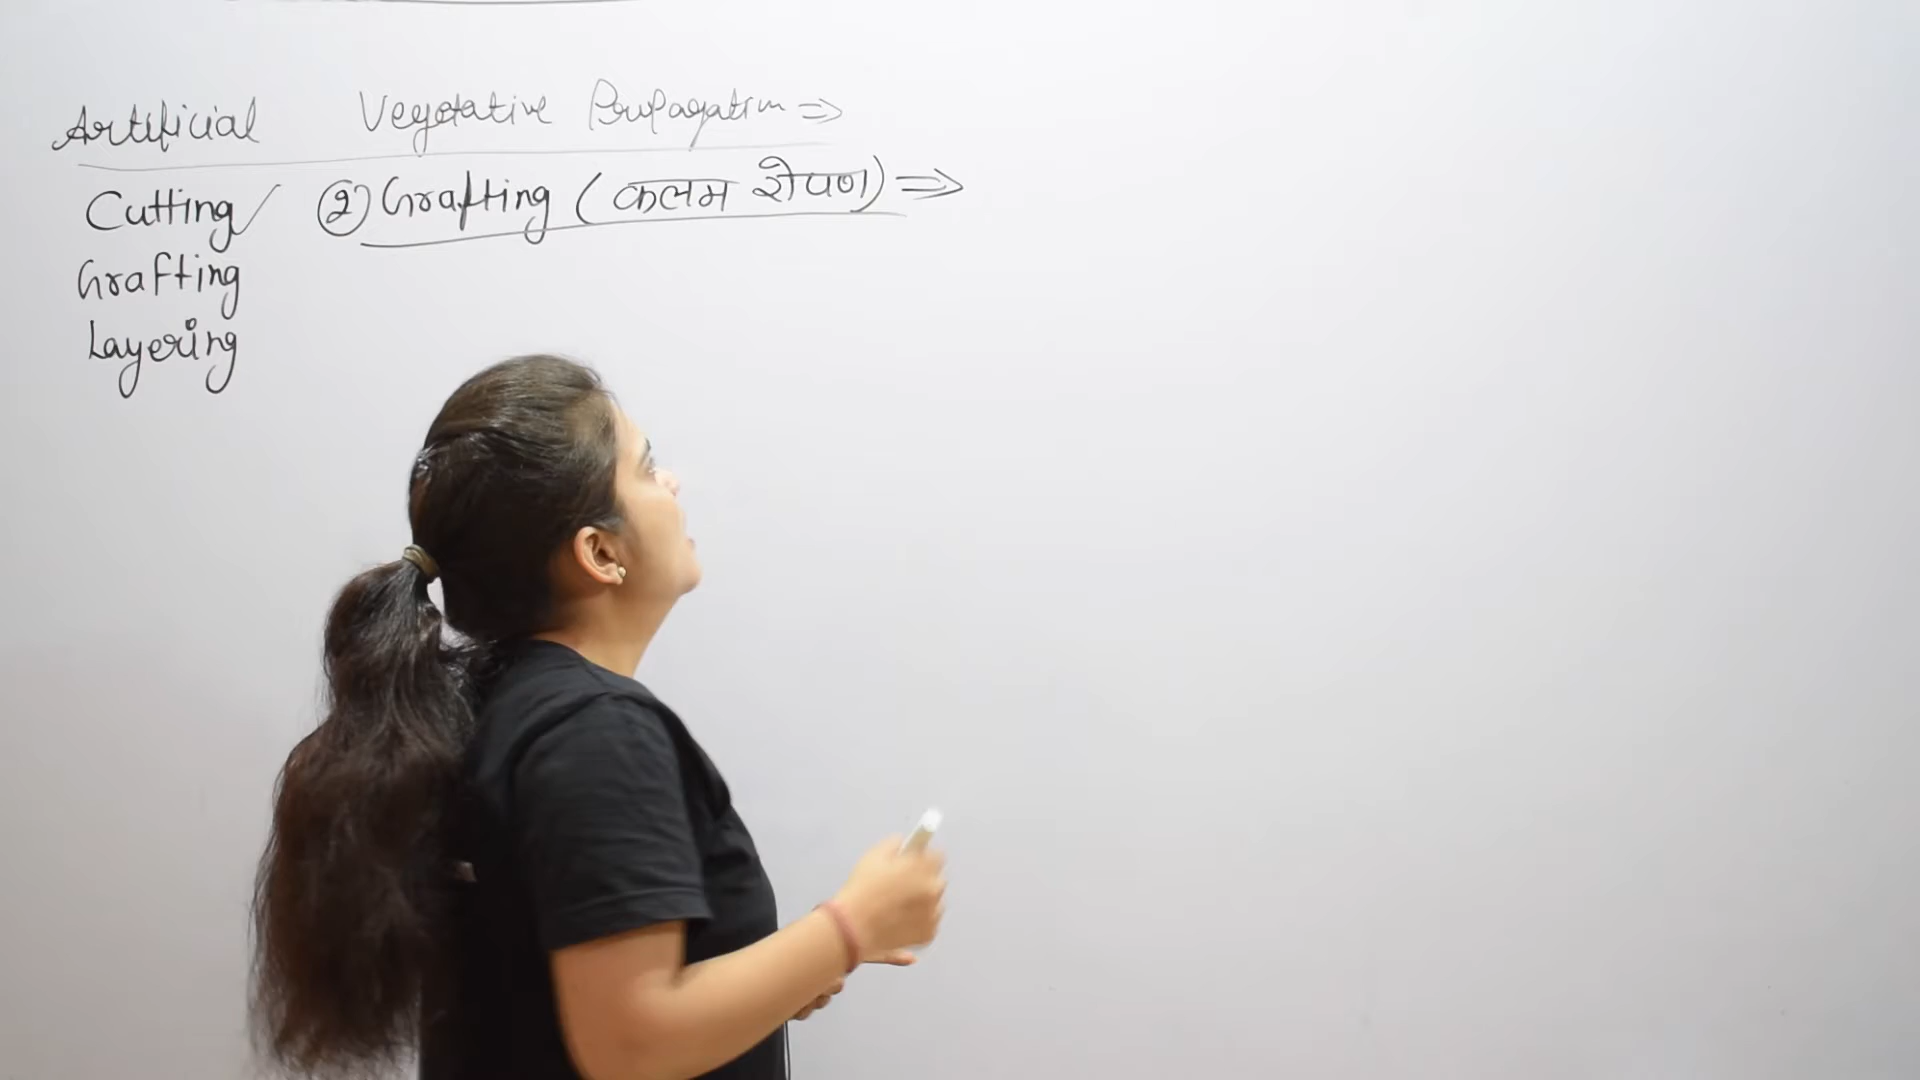 Artificial Vegetative Propagation ⇒
Cutting ✓ ② Grafting (कलम रोपण) ⇒
Grafting
Layering